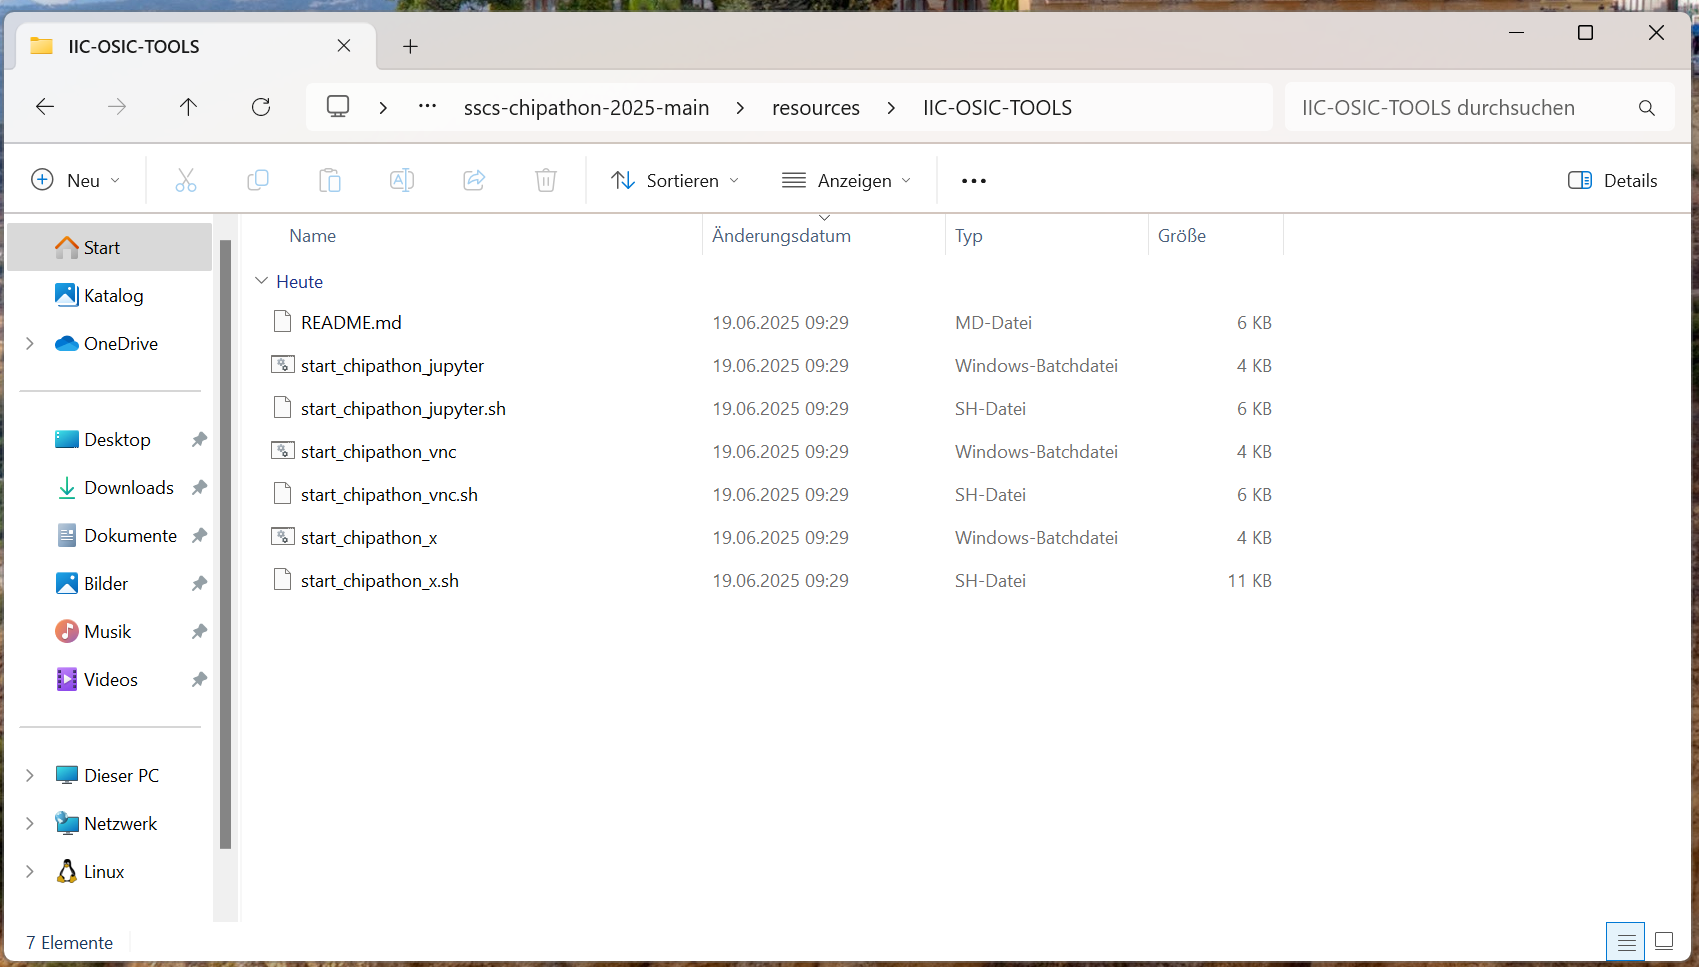 IIC-OSIC-TOOLS
sscs-chipathon-2025-main resources IIC-OSIC-TOOLS
IIC-OSIC-TOOLS durchsuchen
Neu
Sortieren
Anzeigen
Details
Start
Katalog
OneDrive
Desktop
Downloads
Dokumente
Bilder
Musik
Videos
Dieser PC
Netzwerk
Linux
Name Änderungsdatum Typ Größe
Heute
README.md 19.06.2025 09:29 MD-Datei 6 KB
start_chipathon_jupyter 19.06.2025 09:29 Windows-Batchdatei 4 KB
start_chipathon_jupyter.sh 19.06.2025 09:29 SH-Datei 6 KB
start_chipathon_vnc 19.06.2025 09:29 Windows-Batchdatei 4 KB
start_chipathon_vnc.sh 19.06.2025 09:29 SH-Datei 6 KB
start_chipathon_x 19.06.2025 09:29 Windows-Batchdatei 4 KB
start_chipathon_x.sh 19.06.2025 09:29 SH-Datei 11 KB
7 Elemente